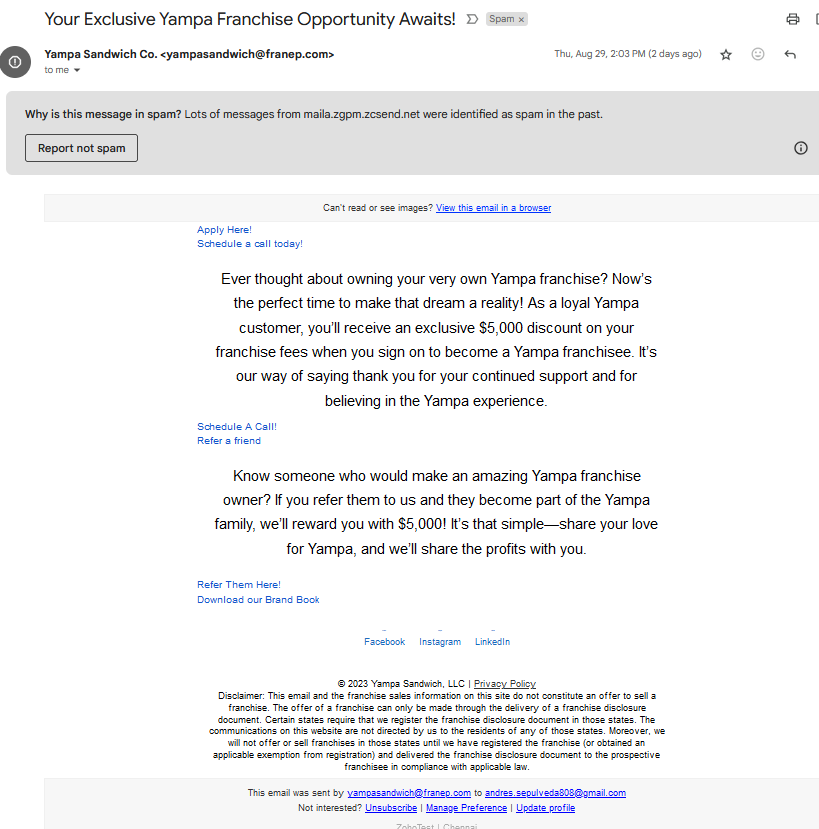 Your Exclusive Yampa Franchise Opportunity Awaits! Spam x
Yampa Sandwich Co. <yampasandwich@franep.com> Thu, Aug 29, 2:03 PM (2 days ago)
to me
Why is this message in spam? Lots of messages from maila.zgpm.zcsend.net were identified as spam in the past.
Report not spam
Can't read or see images? View this email in a browser
Apply Here!
Schedule a call today!
Ever thought about owning your very own Yampa franchise? Now’s
the perfect time to make that dream a reality! As a loyal Yampa
customer, you’ll receive an exclusive $5,000 discount on your
franchise fees when you sign on to become a Yampa franchisee. It’s
our way of saying thank you for your continued support and for
believing in the Yampa experience.
Schedule A Call!
Refer a friend
Know someone who would make an amazing Yampa franchise
owner? If you refer them to us and they become part of the Yampa
family, we’ll reward you with $5,000! It’s that simple—share your love
for Yampa, and we’ll share the profits with you.
Refer Them Here!
Download our Brand Book
Facebook Instagram LinkedIn
© 2023 Yampa Sandwich, LLC | Privacy Policy
Disclaimer: This email and the franchise sales information on this site do not constitute an offer to sell a
franchise. The offer of a franchise can only be made through the delivery of a franchise disclosure
document. Certain states require that we register the franchise disclosure document in those states. The
communications on this website are not directed by us to the residents of any of those states. Moreover, we
will not offer or sell franchises in those states until we have registered the franchise (or obtained an
applicable exemption from registration) and delivered the franchise disclosure document to the prospective
franchisee in compliance with applicable law.
This email was sent by yampasandwich@franep.com to andres.sepulveda808@gmail.com
Not interested? Unsubscribe | Manage Preference | Update profile
ZohoTest | Chennai